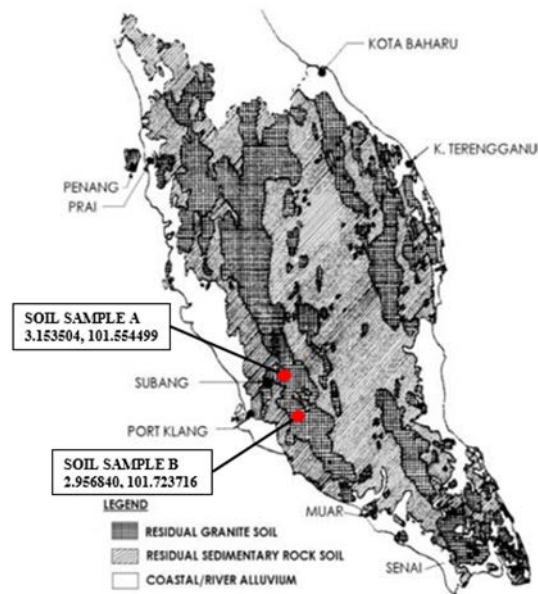 KOTA BAHARU
K. TERENGGANU
PENANG
PRAI
SOIL SAMPLE A
3.153504, 101.554499
SUBANG
PORT KLANG
SOIL SAMPLE B
2.956840, 101.723716
LEGEND
MUAR
RESIDUAL GRANITE SOIL
RESIDUAL SEDIMENTARY ROCK SOIL
SENAI
COASTAL/RIVER ALLUVIUM